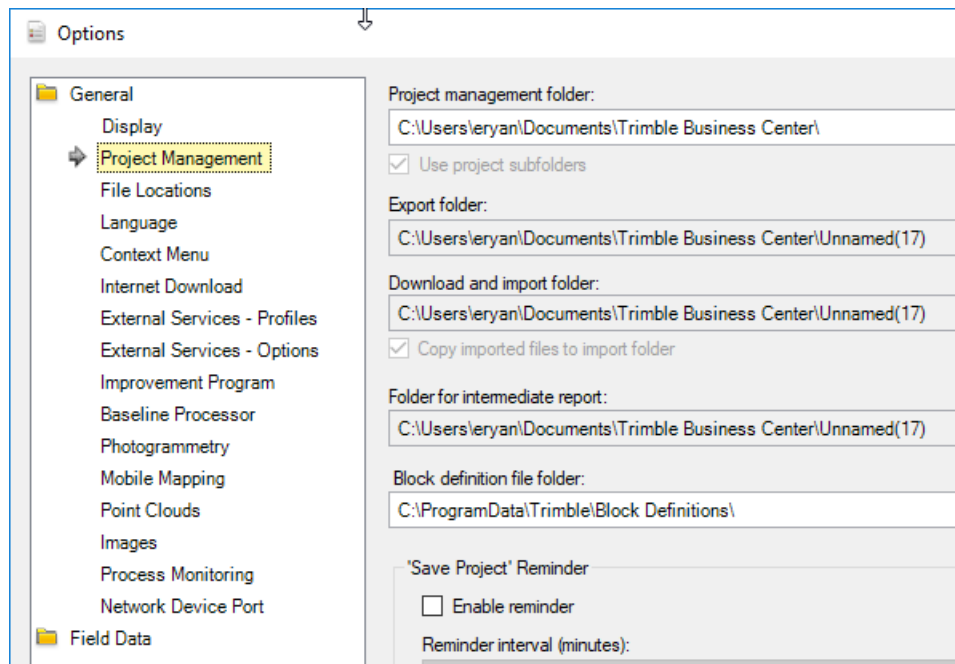 Options
General
Display
Project Management
File Locations
Language
Context Menu
Internet Download
External Services - Profiles
External Services - Options
Improvement Program
Baseline Processor
Photogrammetry
Mobile Mapping
Point Clouds
Images
Process Monitoring
Network Device Port
Field Data
Project management folder:
C:\Users\eryan\Documents\Trimble Business Center\
Use project subfolders
Export folder:
C:\Users\eryan\Documents\Trimble Business Center\Unnamed(17)
Download and import folder:
C:\Users\eryan\Documents\Trimble Business Center\Unnamed(17)
Copy imported files to import folder
Folder for intermediate report:
C:\Users\eryan\Documents\Trimble Business Center\Unnamed(17)
Block definition file folder:
C:\ProgramData\Trimble\Block Definitions\
'Save Project' Reminder
Enable reminder
Reminder interval (minutes):